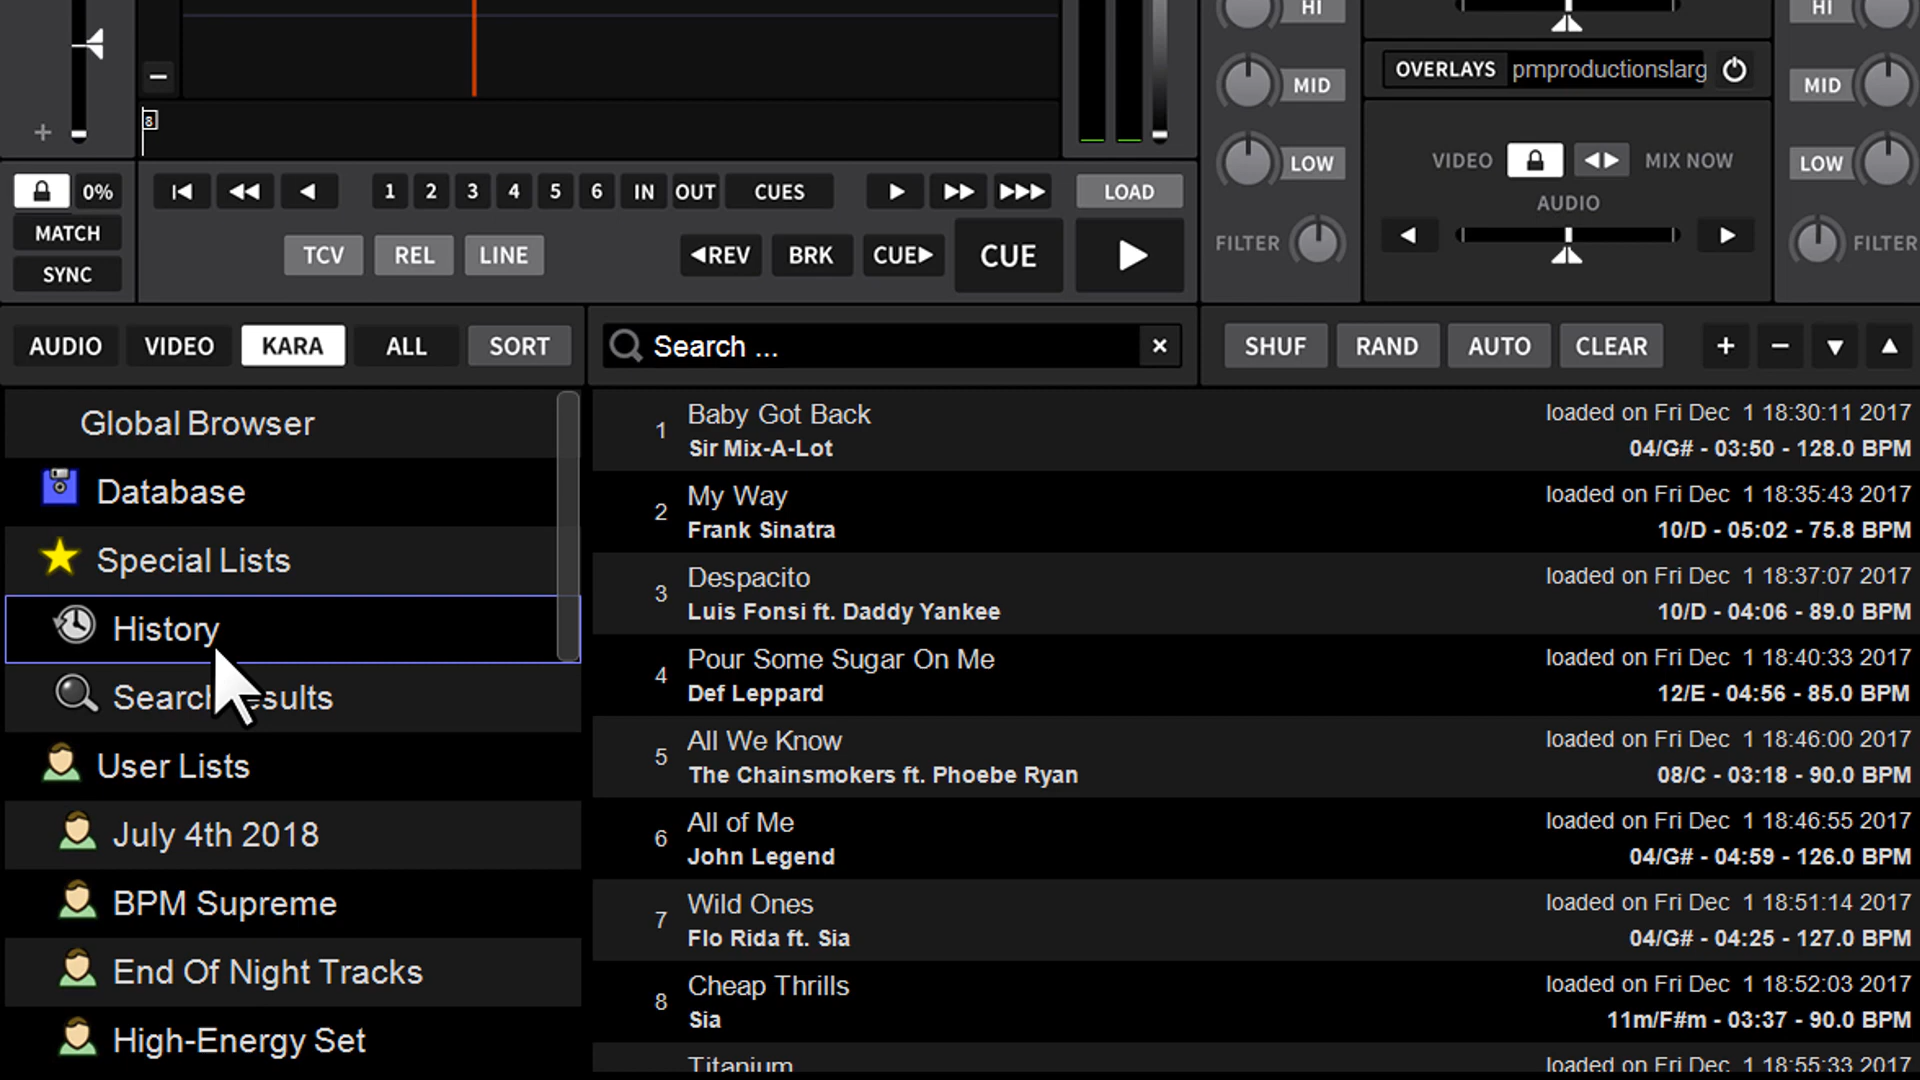 HI
HI
OVERLAYS pmproductionslarg
MID
MID
8
LOW
VIDEO MIX NOW
LOW
0% 1 2 3 4 5 6 IN OUT CUES LOAD
AUDIO
MATCH
FILTER
FILTER
SYNC
TCV REL LINE REV BRK CUE CUE
AUDIO VIDEO KARA ALL SORT
Search ...
SHUF RAND AUTO CLEAR
Global Browser
Database
Special Lists
History
Search
sults
User Lists
July 4th 2018
BPM Supreme
End Of Night Tracks
High-Energy Set
1 Baby Got Back loaded on Fri Dec 1 18:30:11 2017
Sir Mix-A-Lot 04/G# - 03:50 - 128.0 BPM
2 My Way loaded on Fri Dec 1 18:35:43 2017
Frank Sinatra 10/D - 05:02 - 75.8 BPM
3 Despacito loaded on Fri Dec 1 18:37:07 2017
Luis Fonsi ft. Daddy Yankee 10/D - 04:06 - 89.0 BPM
4 Pour Some Sugar On Me loaded on Fri Dec 1 18:40:33 2017
Def Leppard 12/E - 04:56 - 85.0 BPM
5 All We Know loaded on Fri Dec 1 18:46:00 2017
The Chainsmokers ft. Phoebe Ryan 08/C - 03:18 - 90.0 BPM
6 All of Me loaded on Fri Dec 1 18:46:55 2017
John Legend 04/G# - 04:59 - 126.0 BPM
7 Wild Ones loaded on Fri Dec 1 18:51:14 2017
Flo Rida ft. Sia 04/G# - 04:25 - 127.0 BPM
8 Cheap Thrills loaded on Fri Dec 1 18:52:03 2017
Sia 11m/F#m - 03:37 - 90.0 BPM
Titanium loaded on Fri Dec 1 18:55:33 2017